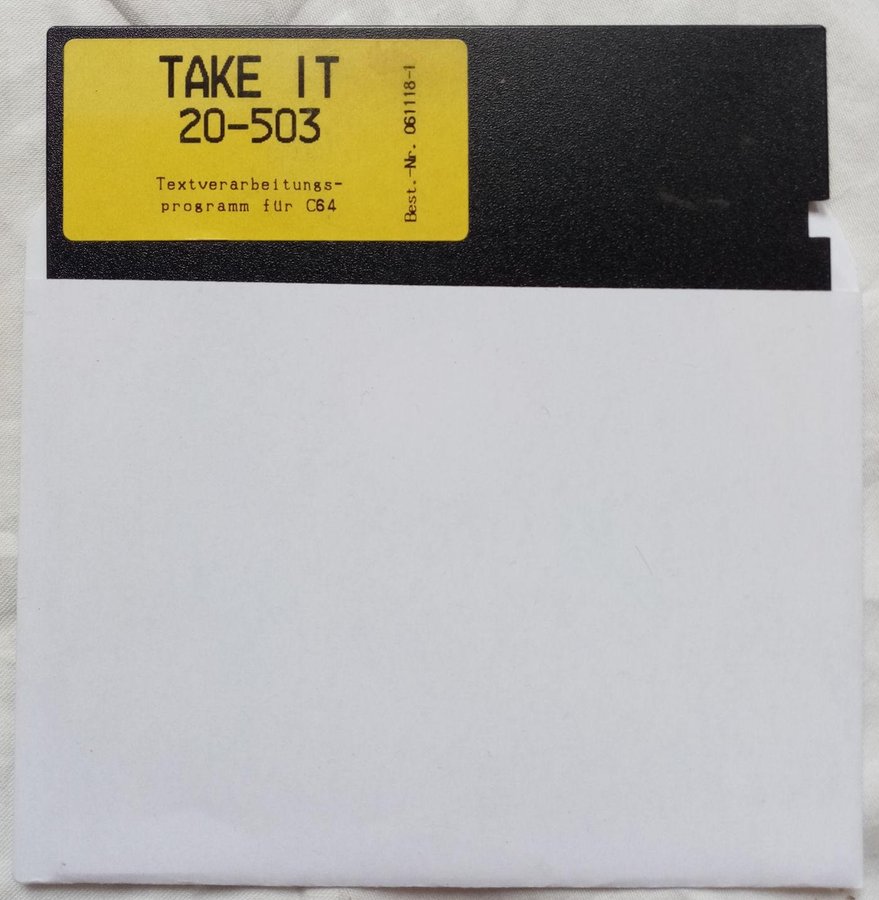 TAKE IT
20-503
Textverarbeitungs-
programm für C64
Best.-Nr. 061118-1